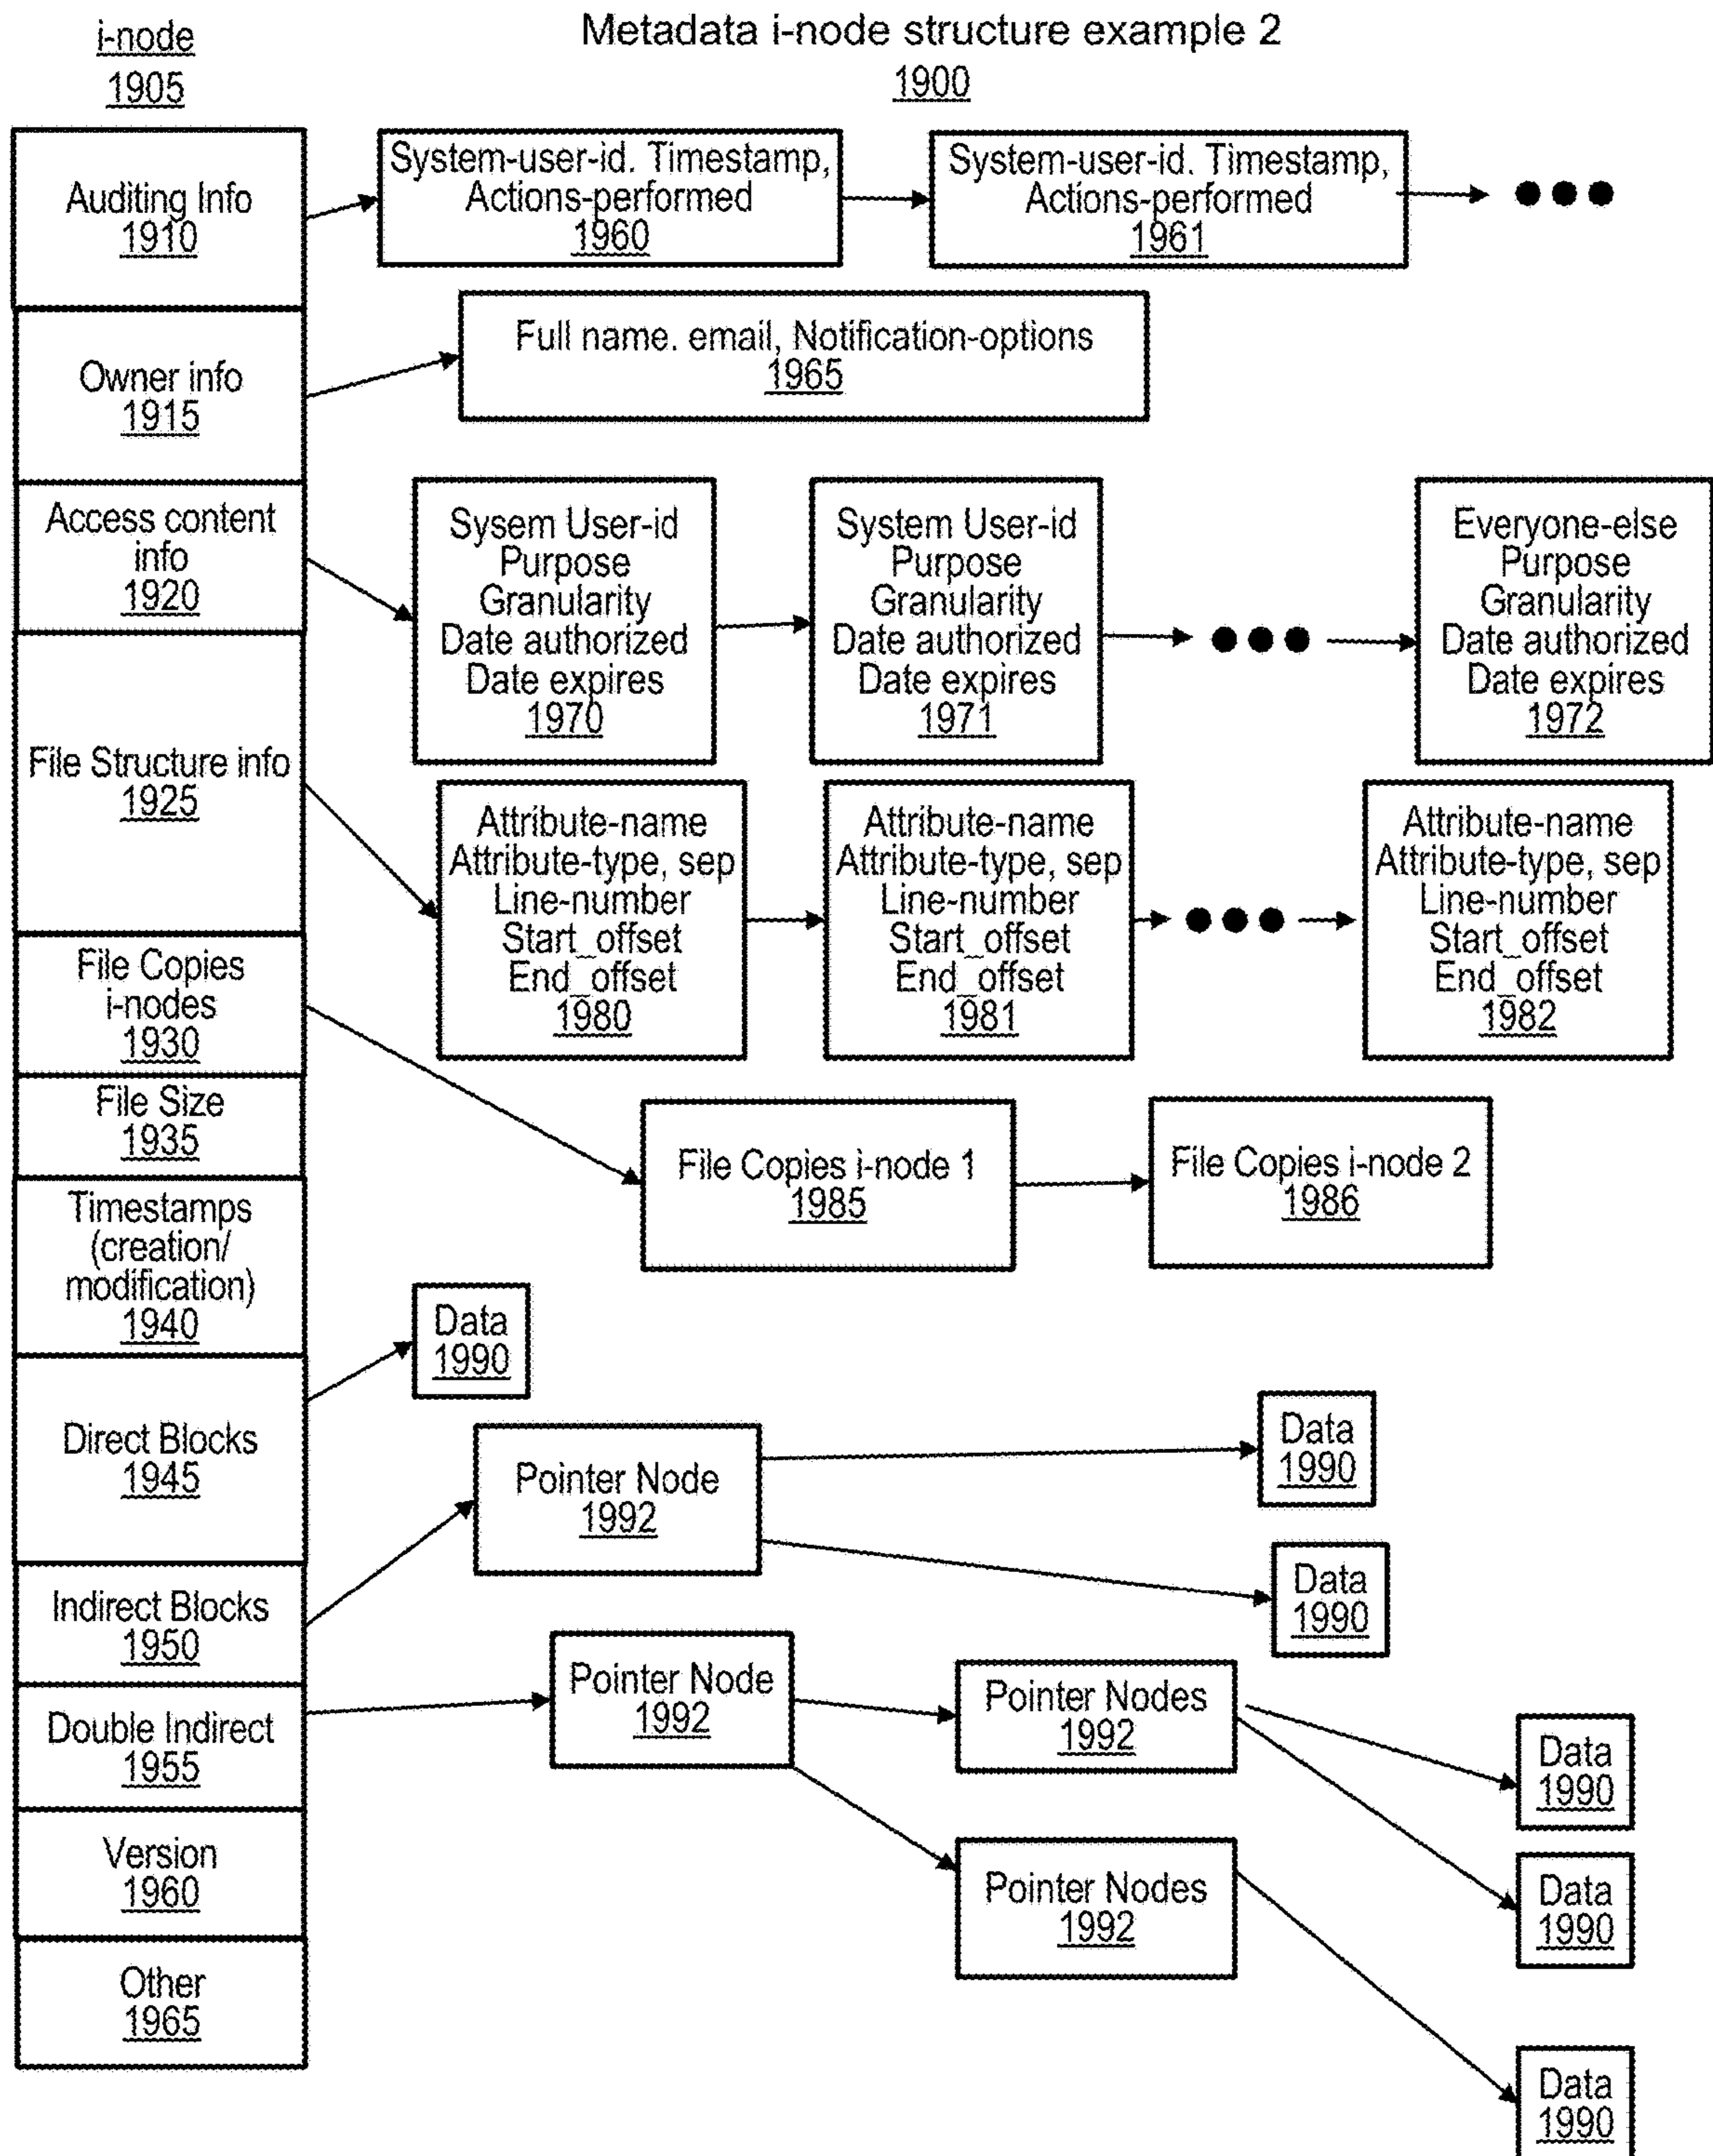 i-node
1905
Metadata i-node structure example 2
1900
Auditing Info
1910
System-user-id. Timestamp,
Actions-performed
1960
System-user-id. Timestamp,
Actions-performed
1961
Owner info
1915
Full name. email, Notification-options
1965
Access content
info
1920
Sysem User-id
Purpose
Granularity
Date authorized
Date expires
1970
System User-id
Purpose
Granularity
Date authorized
Date expires
1971
Everyone-else
Purpose
Granularity
Date authorized
Date expires
1972
File Structure info
1925
Attribute-name
Attribute-type, sep
Line-number
Start_offset
End_offset
1980
Attribute-name
Attribute-type, sep
Line-number
Start_offset
End_offset
1981
Attribute-name
Attribute-type, sep
Line-number
Start_offset
End_offset
1982
File Copies
i-nodes
1930
File Size
1935
File Copies i-node 1
1985
File Copies i-node 2
1986
Timestamps
(creation/
modification)
1940
Data
1990
Direct Blocks
1945
Pointer Node
1992
Data
1990
Data
1990
Indirect Blocks
1950
Double Indirect
1955
Pointer Node
1992
Pointer Nodes
1992
Data
1990
Version
1960
Pointer Nodes
1992
Data
1990
Other
1965
Data
1990